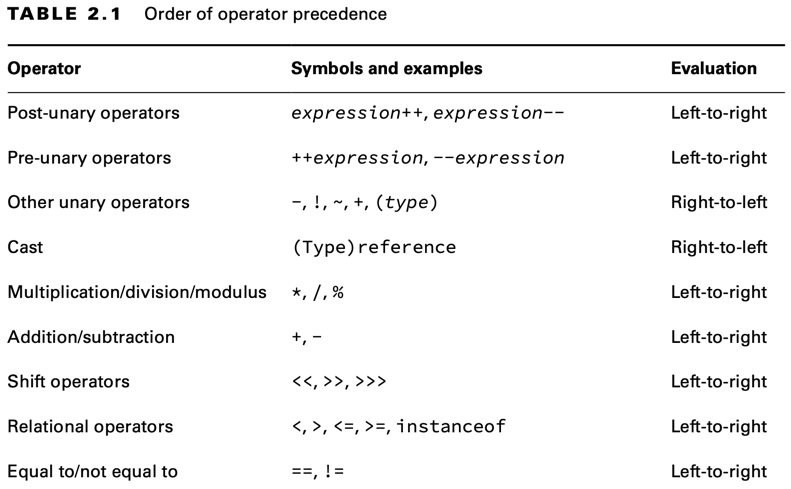 TABLE 2.1 Order of operator precedence
Operator Symbols and examples Evaluation
Post-unary operators expression++, expression-- Left-to-right
Pre-unary operators ++expression, --expression Left-to-right
Other unary operators -, !, ~, +, (type) Right-to-left
Cast (Type)reference Right-to-left
Multiplication/division/modulus *, /, % Left-to-right
Addition/subtraction +, - Left-to-right
Shift operators <<, >>, >>> Left-to-right
Relational operators <, >, <=, >=, instanceof Left-to-right
Equal to/not equal to ==, != Left-to-right